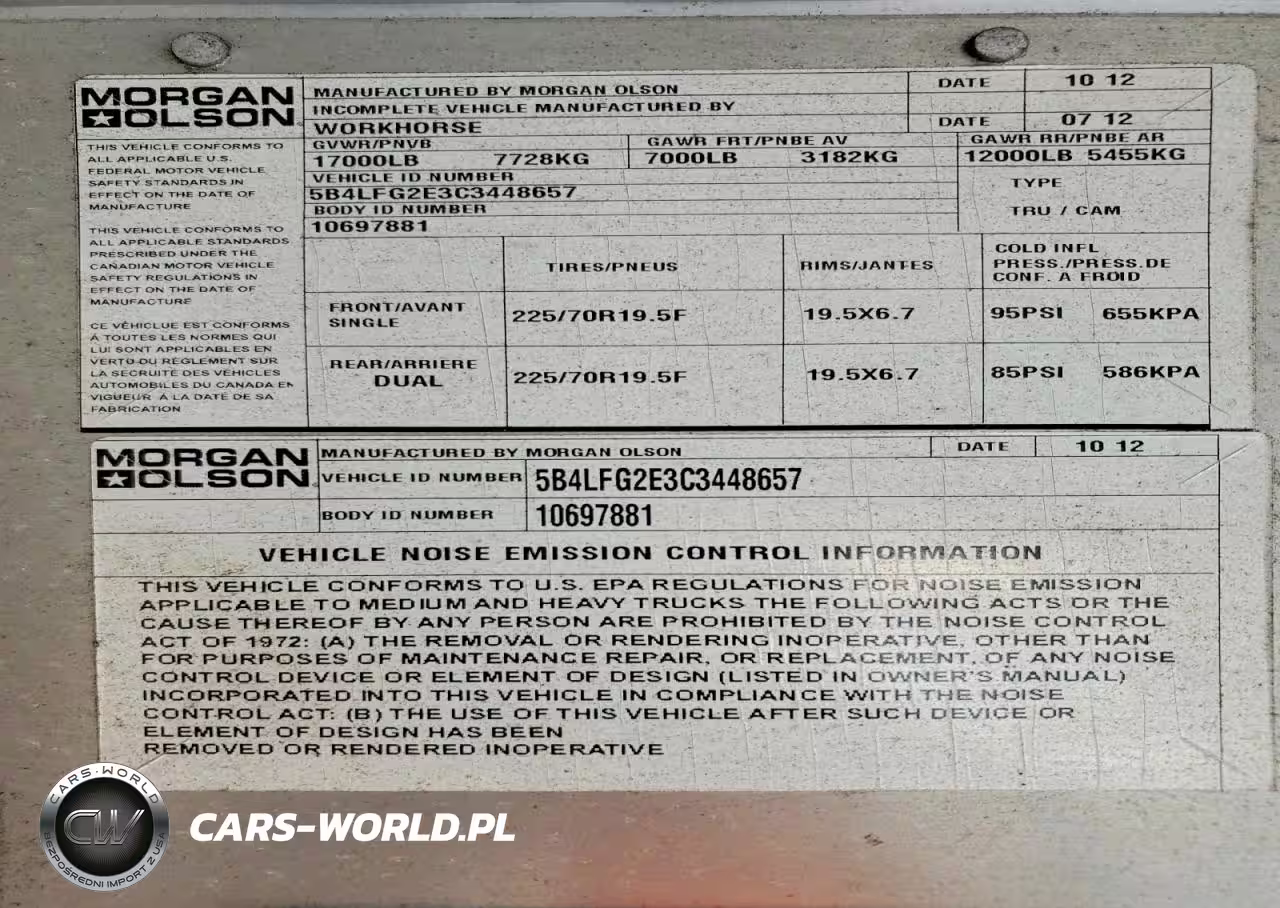 MORGAN
OLSON
MANUFACTURED BY MORGAN OLSON
DATE
10 12
INCOMPLETE VEHICLE MANUFACTURED BY
WORKHORSE
DATE
07 12
GVWR/PNVB
17000LB 7728KG
GAWR FRT/PNBE AV
7000LB 3182KG
GAWR RR/PNBE AR
12000LB 5455KG
VEHICLE ID NUMBER
5B4LFG2E3C3448657
BODY ID NUMBER
10697881
TYPE
TRU / CAM
THIS VEHICLE CONFORMS TO
ALL APPLICABLE U.S.
FEDERAL MOTOR VEHICLE
SAFETY STANDARDS IN
EFFECT ON THE DATE OF
MANUFACTURE
THIS VEHICLE CONFORMS TO
ALL APPLICABLE STANDARDS
PRESCRIBED UNDER THE
CANADIAN MOTOR VEHICLE
SAFETY REGULATIONS IN
EFFECT ON THE DATE OF
MANUFACTURE
CE VÉHICLUE EST CONFORMS
À TOUTES LES NORMES QUI
LUI SONT APPLICABLES EN
VERTO DU RÈGLEMENT SUR
LA SÉCRUITÉ DES VÉHICLES
AUTOMOBILES DU CANADA EN
VIGUEUR À LA DATE DE SA
FABRICATION
TIRES/PNEUS
RIMS/JANTES
COLD INFL
PRESS./PRESS.DE
CONF. A FROID
FRONT/AVANT
SINGLE
225/70R19.5F
19.5X6.7
95PSI 655KPA
REAR/ARRIERE
DUAL
225/70R19.5F
19.5X6.7
85PSI 586KPA
MORGAN
OLSON
MANUFACTURED BY MORGAN OLSON
DATE
10 12
VEHICLE ID NUMBER
5B4LFG2E3C3448657
BODY ID NUMBER
10697881
VEHICLE NOISE EMISSION CONTROL INFORMATION
THIS VEHICLE CONFORMS TO U.S. EPA REGULATIONS FOR NOISE EMISSION
APPLICABLE TO MEDIUM AND HEAVY TRUCKS THE FOLLOWING ACTS OR THE
CAUSE THEREOF BY ANY PERSON ARE PROHIBITED BY THE NOISE CONTROL
ACT OF 1972: (A) THE REMOVAL OR RENDERING INOPERATIVE, OTHER THAN
FOR PURPOSES OF MAINTENANCE REPAIR, OR REPLACEMENT, OF ANY NOISE
CONTROL DEVICE OR ELEMENT OF DESIGN (LISTED IN OWNER'S MANUAL)
INCORPORATED INTO THIS VEHICLE IN COMPLIANCE WITH THE NOISE
CONTROL ACT: (B) THE USE OF THIS VEHICLE AFTER SUCH DEVICE OR
ELEMENT OF DESIGN HAS BEEN
REMOVED OR RENDERED INOPERATIVE
CARS-WORLD
CW
BEZPOŚREDNI IMPORT Z USA
CARS-WORLD.PL